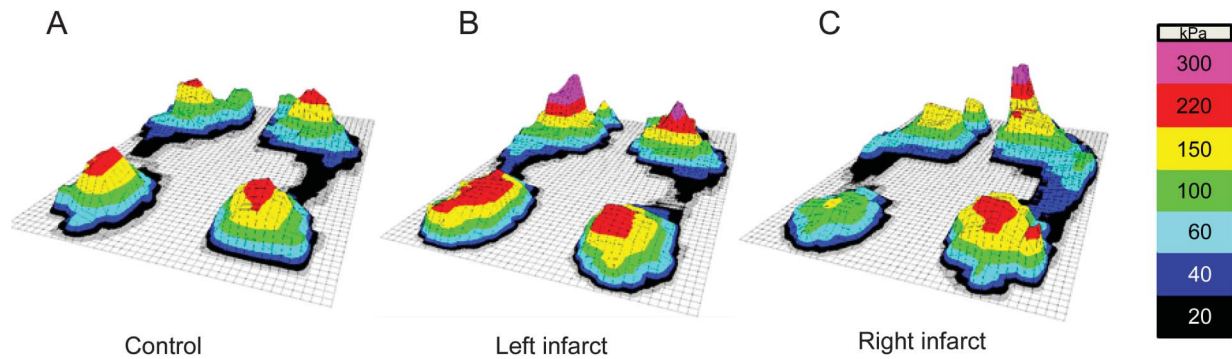 A
B
C
kPa
300
220
150
100
60
40
20
Control
Left infarct
Right infarct